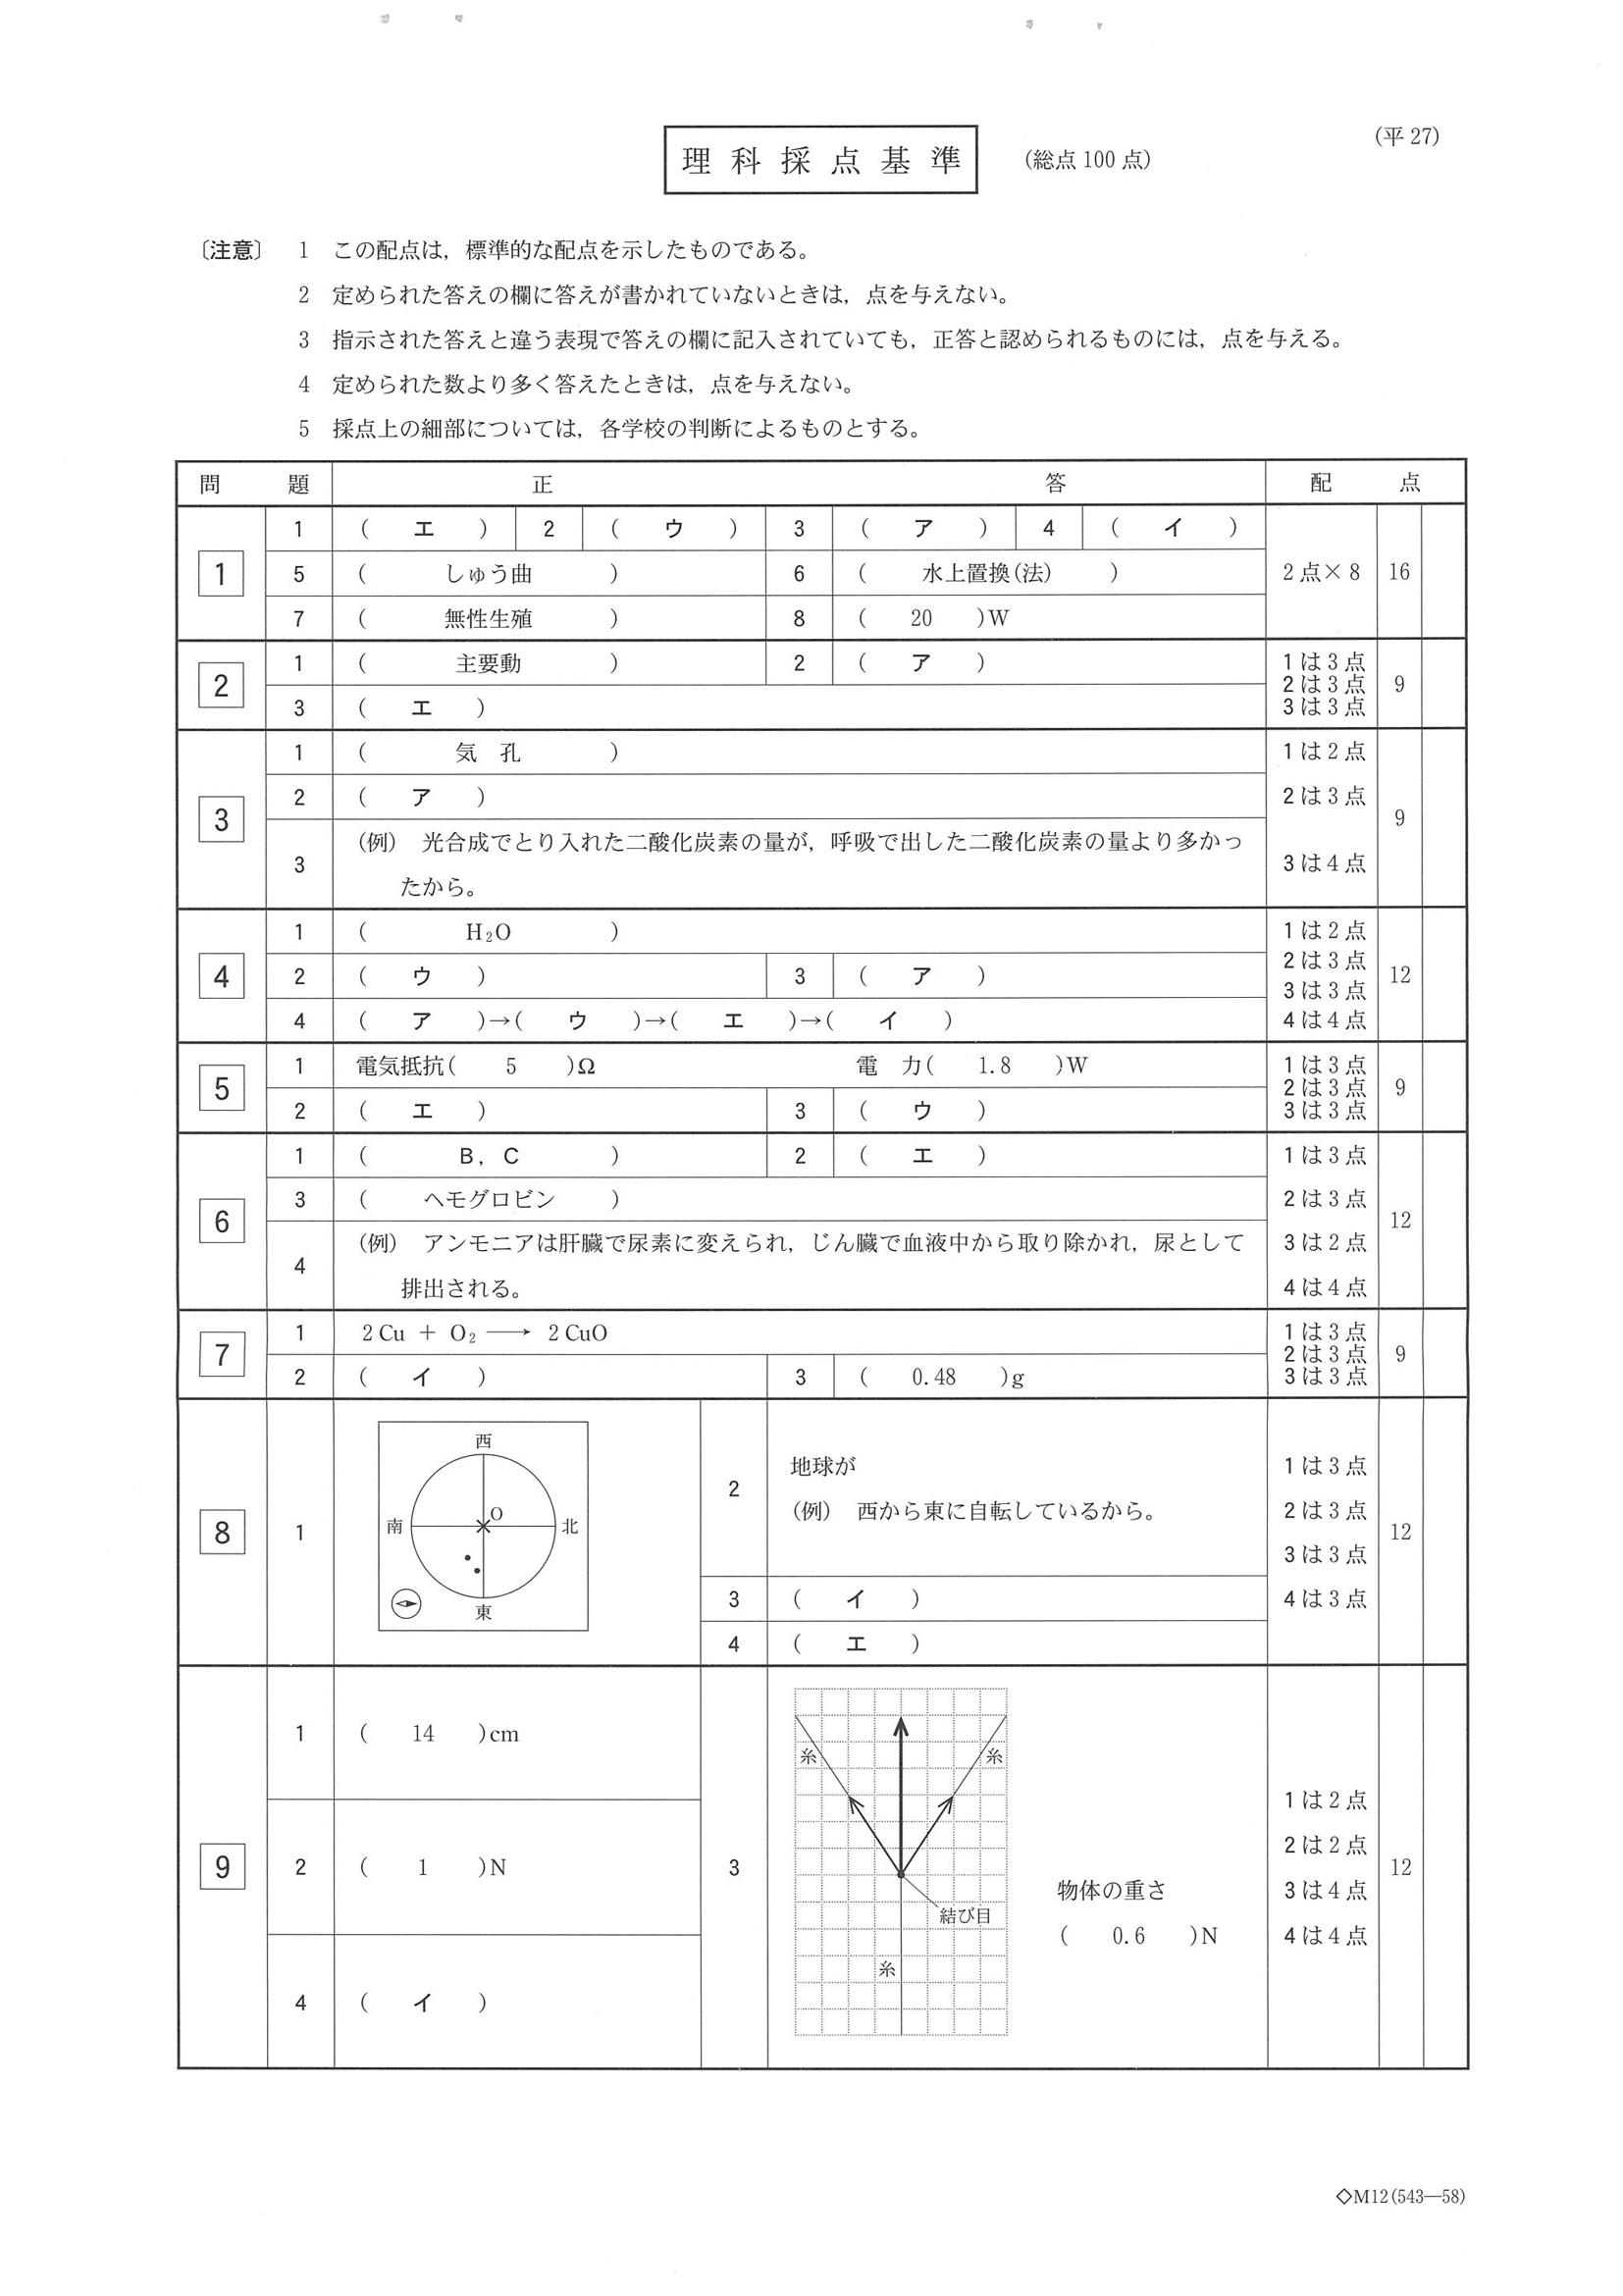 (平 27)
理科採点基準 (総点 100 点)
〔注意〕 1 この配点は，標準的な配点を示したものである。
2 定められた答えの欄に答えが書かれていないときは，点を与えない。
3 指示された答えと違う表現で答えの欄に記入されていても，正答と認められるものには，点を与える。
4 定められた数より多く答えたときは，点を与えない。
5 採点上の細部については，各学校の判断によるものとする。
問 題 正 答 配 点
1 1 ( エ ) 2 ( ウ ) 3 ( ア ) 4 ( イ ) 2 点× 8 16
5 ( しゅう曲 ) 6 ( 水上置換(法) )
7 ( 無性生殖 ) 8 ( 20 )W
2 1 ( 主要動 ) 2 ( ア ) 1 は 3 点 9
2 は 3 点
3 ( エ ) 3 は 3 点
3 1 ( 気 孔 ) 1 は 2 点 9
2 ( ア ) 2 は 3 点
3 (例) 光合成でとり入れた二酸化炭素の量が，呼吸で出した二酸化炭素の量より多かっ 3 は 4 点
たから。
4 1 ( H₂O ) 1 は 2 点 12
2 ( ウ ) 3 ( ア ) 2 は 3 点
3 は 3 点
4 ( ア )→( ウ )→( エ )→( イ ) 4 は 4 点
5 1 電気抵抗( 5 )Ω 電 力( 1.8 )W 1 は 3 点 9
2 は 3 点
2 ( エ ) 3 ( ウ ) 3 は 3 点
6 1 ( B，C ) 2 ( エ ) 1 は 3 点 12
3 ( ヘモグロビン ) 2 は 3 点
4 (例) アンモニアは肝臓で尿素に変えられ，じん臓で血液中から取り除かれ，尿として 3 は 2 点
排出される。 4 は 4 点
7 1 2 Cu ＋ O₂ ⟶ 2 CuO 1 は 3 点 9
2 は 3 点
2 ( イ ) 3 ( 0.48 )g 3 は 3 点
8 1 西 南 O 北 東
2 地球が
(例) 西から東に自転しているから。
3 ( イ )
4 ( エ )
1 は 3 点
2 は 3 点
3 は 3 点
4 は 3 点
12
9 1 ( 14 )cm
2 ( 1 )N
4 ( イ )
3 糸 糸
結び目
糸
物体の重さ
( 0.6 )N
1 は 2 点
2 は 2 点
3 は 4 点
4 は 4 点
12
◇M12(543—58)